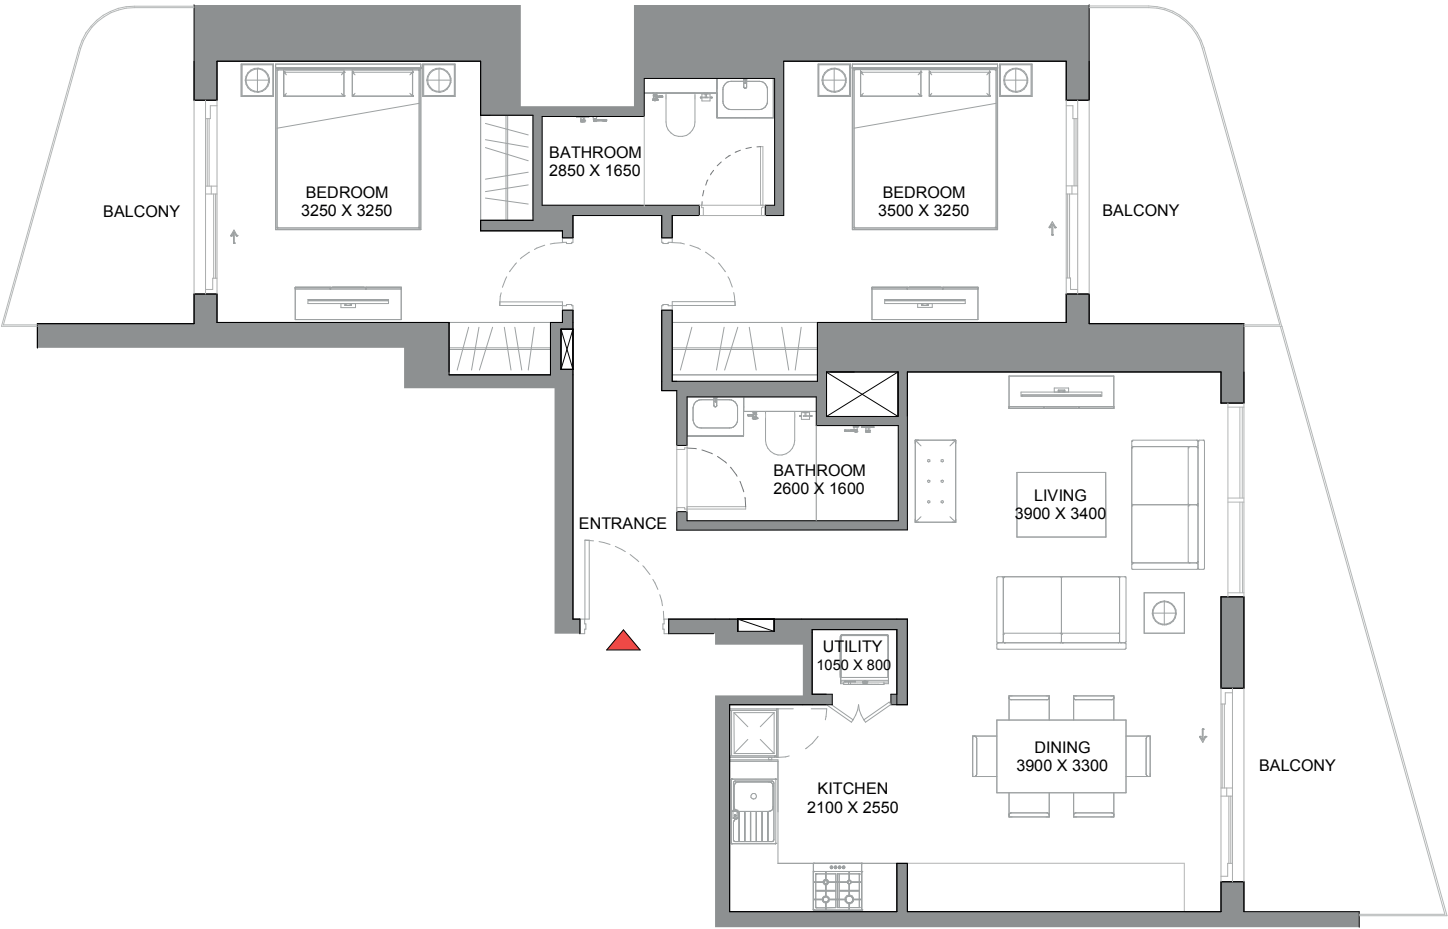 BATHROOM
2850 X 1650
BEDROOM
3250 X 3250
BEDROOM
3500 X 3250
BALCONY
BALCONY
BATHROOM
2600 X 1600
LIVING
3900 X 3400
ENTRANCE
UTILITY
1050 X 800
DINING
3900 X 3300
BALCONY
KITCHEN
2100 X 2550